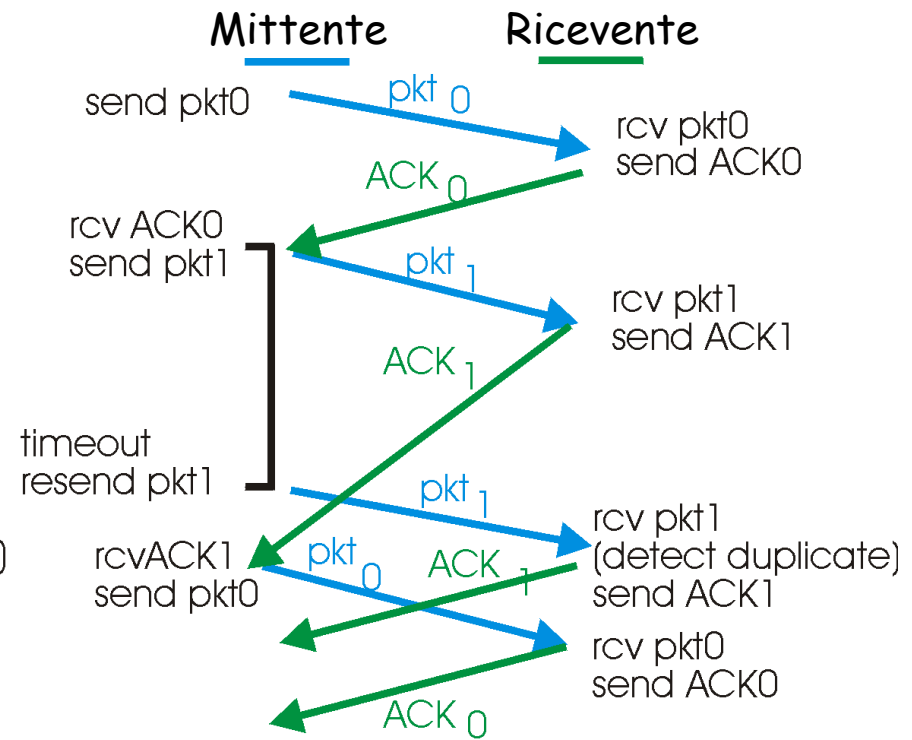 Mittente
Ricevente
send pkt0
pkt 0
rcv pkt0
send ACK0
ACK 0
rcv ACK0
send pkt1
pkt 1
rcv pkt1
send ACK1
ACK 1
timeout
resend pkt1
pkt 1
rcv pkt1
(detect duplicate)
send ACK1
0
rcvACK1
send pkt0
pkt 0
ACK 1
rcv pkt0
send ACK0
ACK 0